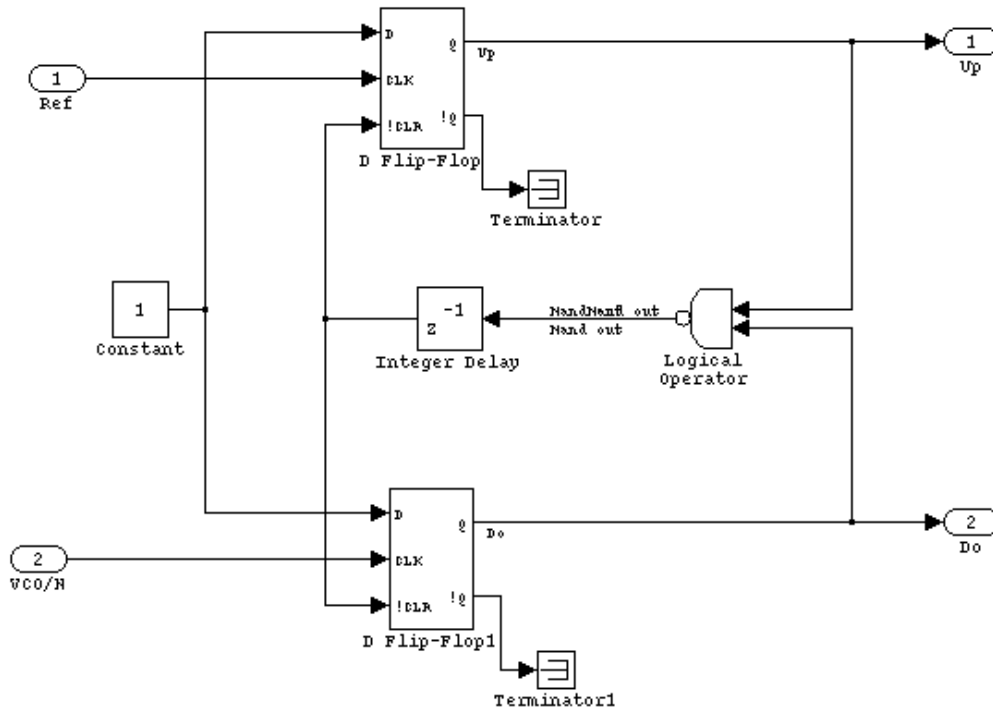 D
Q
Up
1
Up
1
Ref
CLK
!CLR
!Q
D Flip-Flop
Terminator
1
Constant
-1
Z
Integer Delay
Nand out
Logical
Operator
D
Q
Do
2
Do
2
VCO/N
CLK
!CLR
!Q
D Flip-Flop1
Terminator1